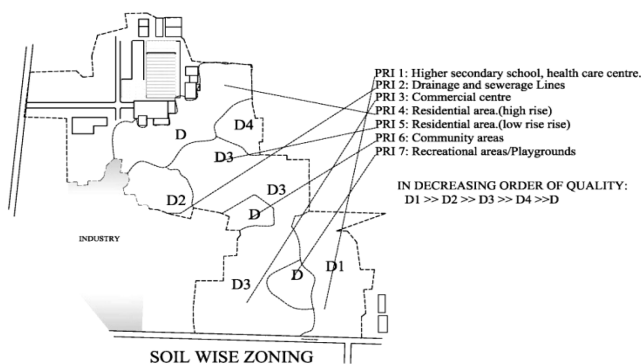 PRI 1: Higher secondary school, health care centre.
PRI 2: Drainage and sewerage Lines
PRI 3: Commercial centre
PRI 4: Residential area.(high rise)
PRI 5: Residential area.(low rise rise)
PRI 6: Community areas
PRI 7: Recreational areas/Playgrounds
IN DECREASING ORDER OF QUALITY:
D1 >> D2 >> D3 >> D4 >>D
D
D4
D3
D3
D2
D
INDUSTRY
D1
D
D3
SOIL WISE ZONING